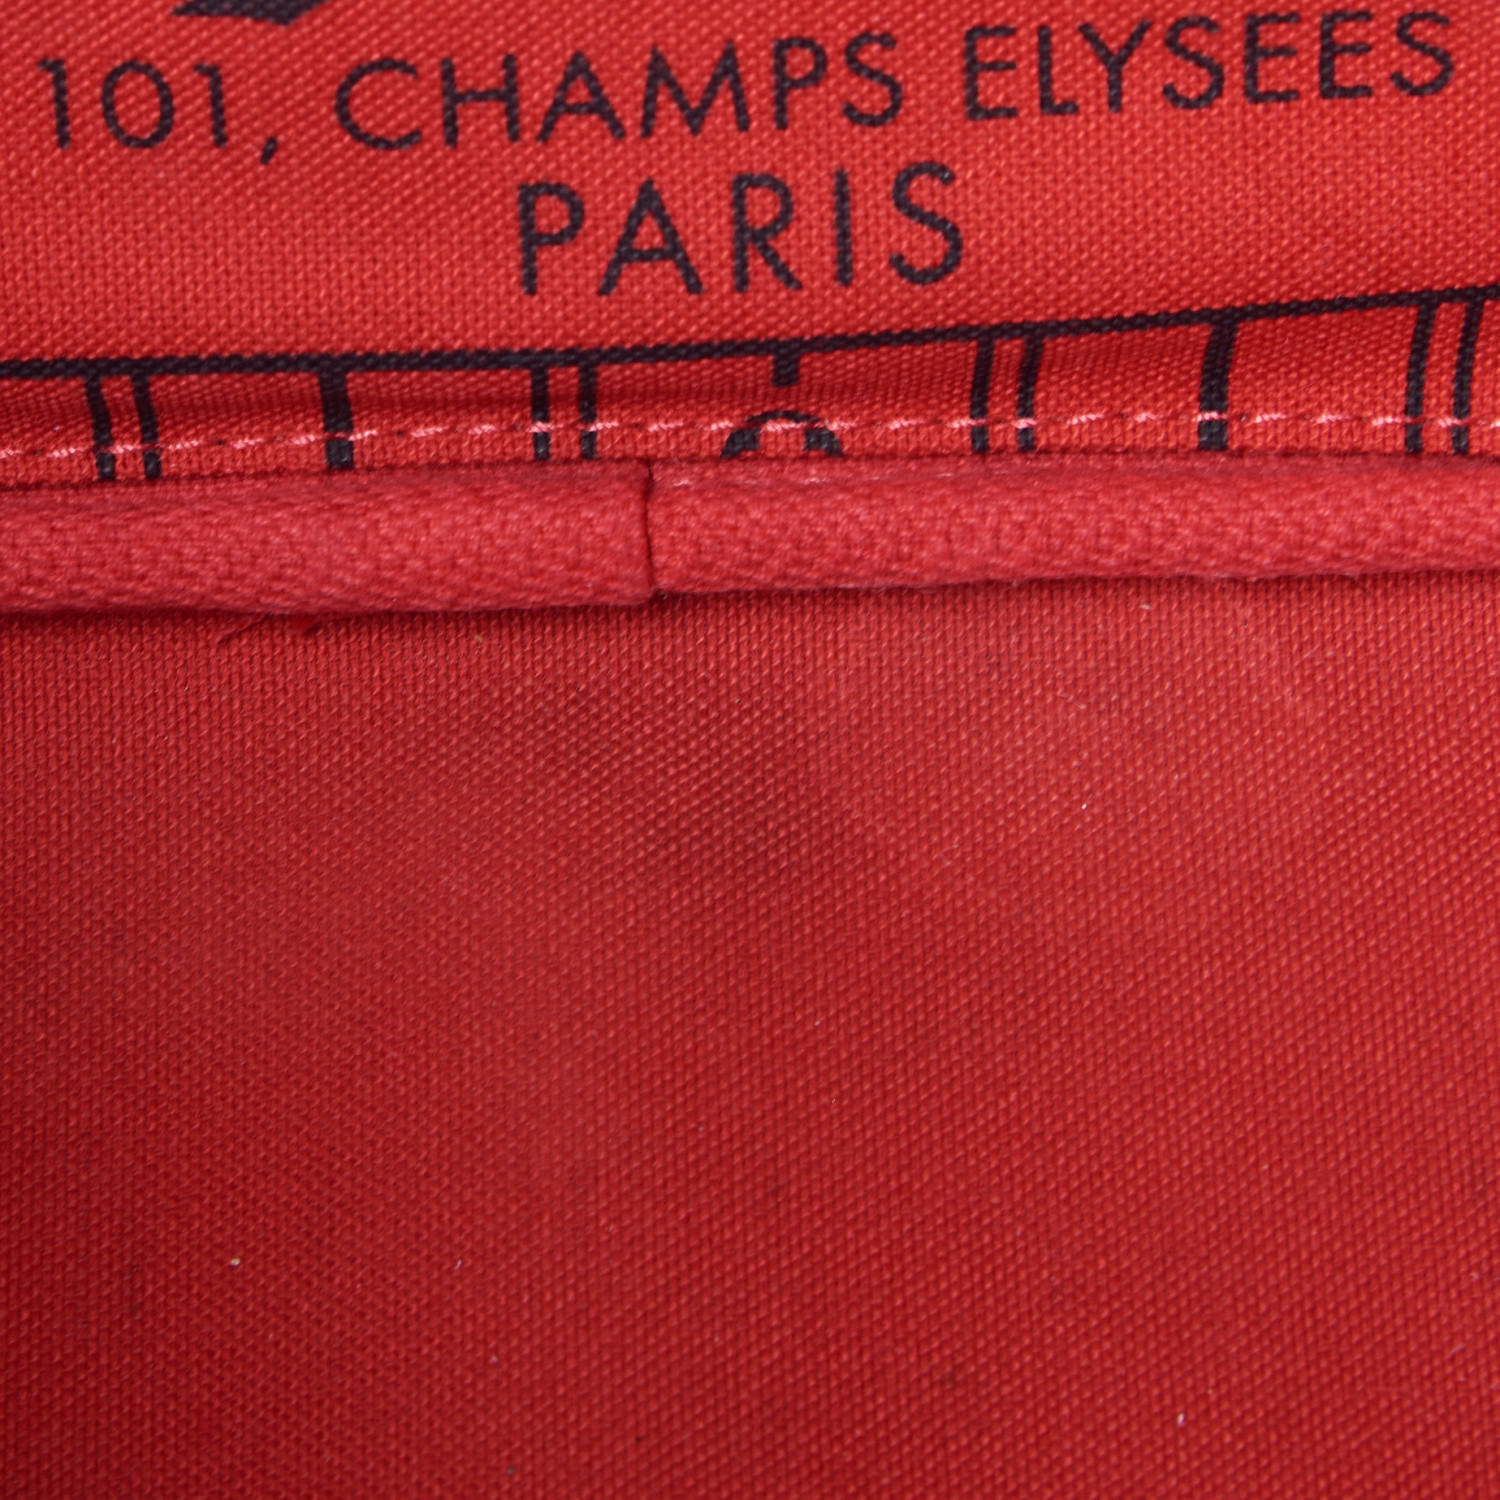 101, CHAMPS ELYSEES
PARIS